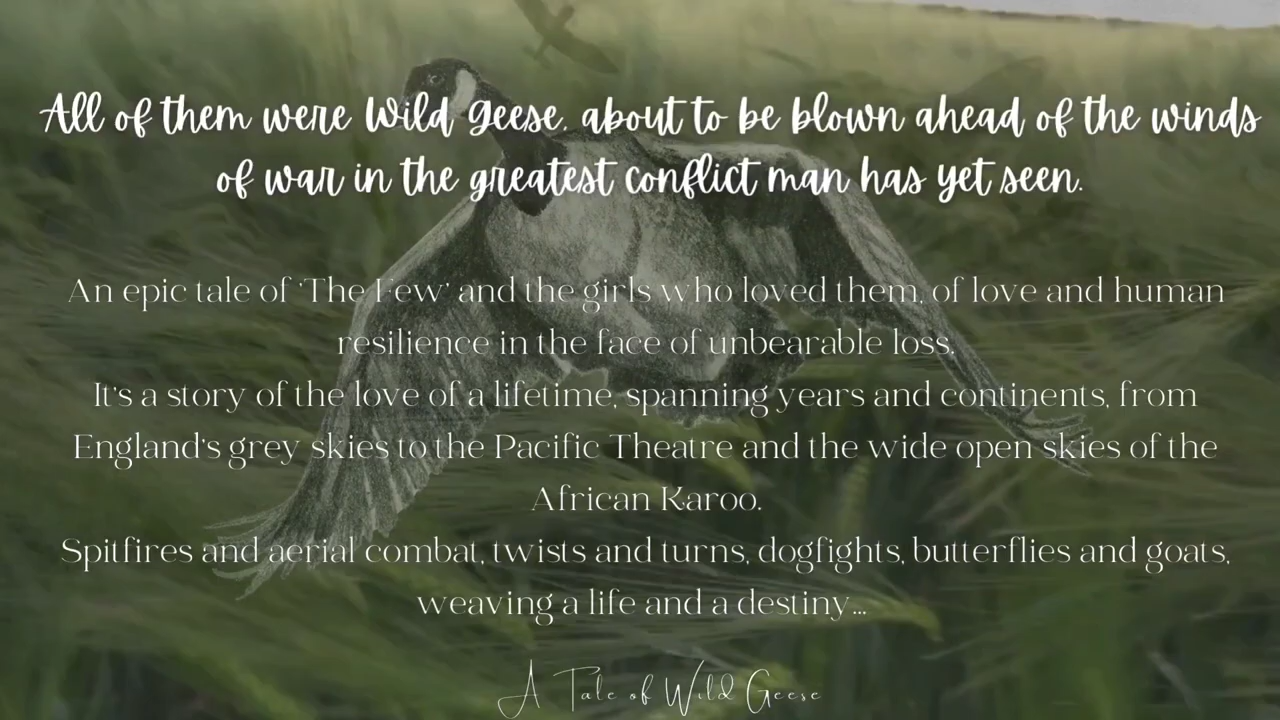 All of them were Wild Geese, about to be blown ahead of the winds
of war in the greatest conflict man has yet seen.
An epic tale of 'The Few' and the girls who loved them, of love and human
resilience in the face of unbearable loss.
It's a story of the love of a lifetime, spanning years and continents, from
England's grey skies to the Pacific Theatre and the wide open skies of the
African Karoo.
Spitfires and aerial combat, twists and turns, dogfights, butterflies and goats,
weaving a life and a destiny...
A Tale of Wild Geese